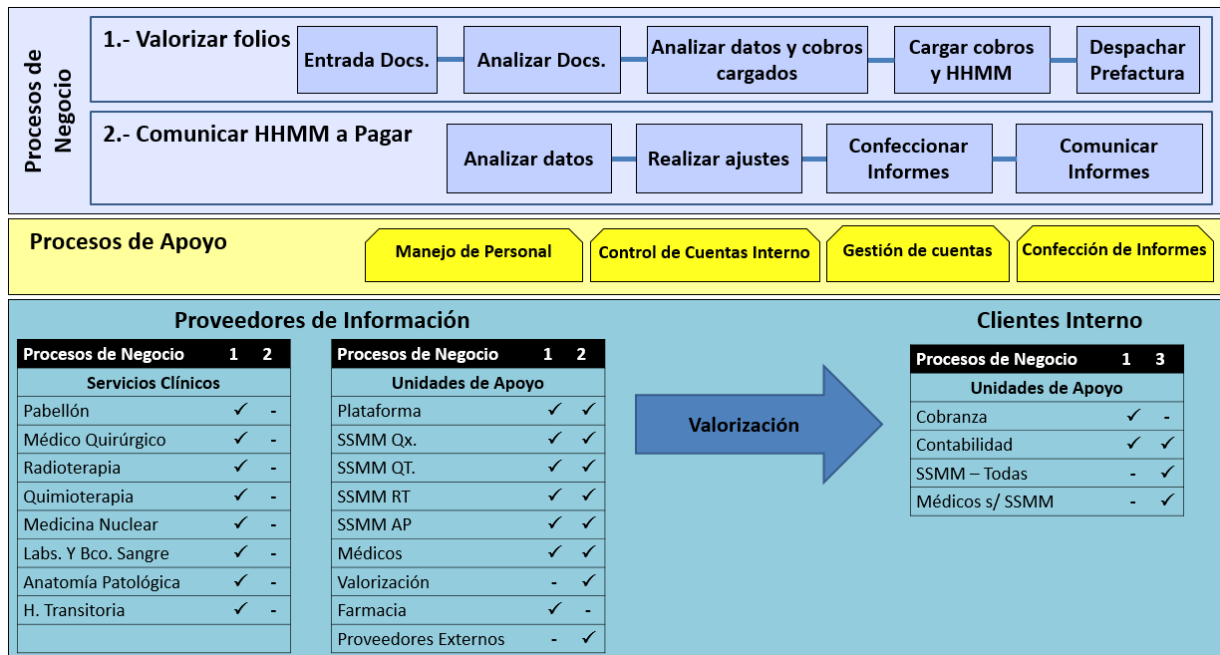 Procesos de
Negocio
1.- Valorizar folios
Entrada Docs.
Analizar Docs.
Analizar datos y cobros
cargados
Cargar cobros
y HHMM
Despachar
Prefactura
2.- Comunicar HHMM a Pagar
Analizar datos
Realizar ajustes
Confeccionar
Informes
Comunicar
Informes
Procesos de Apoyo
Manejo de Personal
Control de Cuentas Interno
Gestión de cuentas
Confección de Informes
Proveedores de Información
Procesos de Negocio 1 2
Servicios Clínicos
Pabellón ✓ -
Médico Quirúrgico ✓ -
Radioterapia ✓ -
Quimioterapia ✓ -
Medicina Nuclear ✓ -
Labs. Y Bco. Sangre ✓ -
Anatomía Patológica ✓ -
H. Transitoria ✓ -
Procesos de Negocio 1 2
Unidades de Apoyo
Plataforma ✓ ✓
SSMM Qx. ✓ ✓
SSMM QT. ✓ ✓
SSMM RT ✓ ✓
SSMM AP ✓ ✓
Médicos ✓ ✓
Valorización - ✓
Farmacia ✓ -
Proveedores Externos - ✓
Valorización
Clientes Interno
Procesos de Negocio 1 3
Unidades de Apoyo
Cobranza ✓ -
Contabilidad ✓ ✓
SSMM – Todas - ✓
Médicos s/ SSMM - ✓